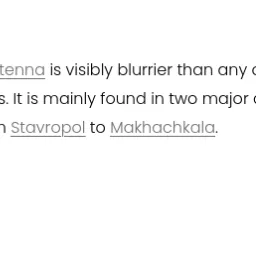 tenna is visibly blurrier than any
s. It is mainly found in two major
n Stavropol to Makhachkala.